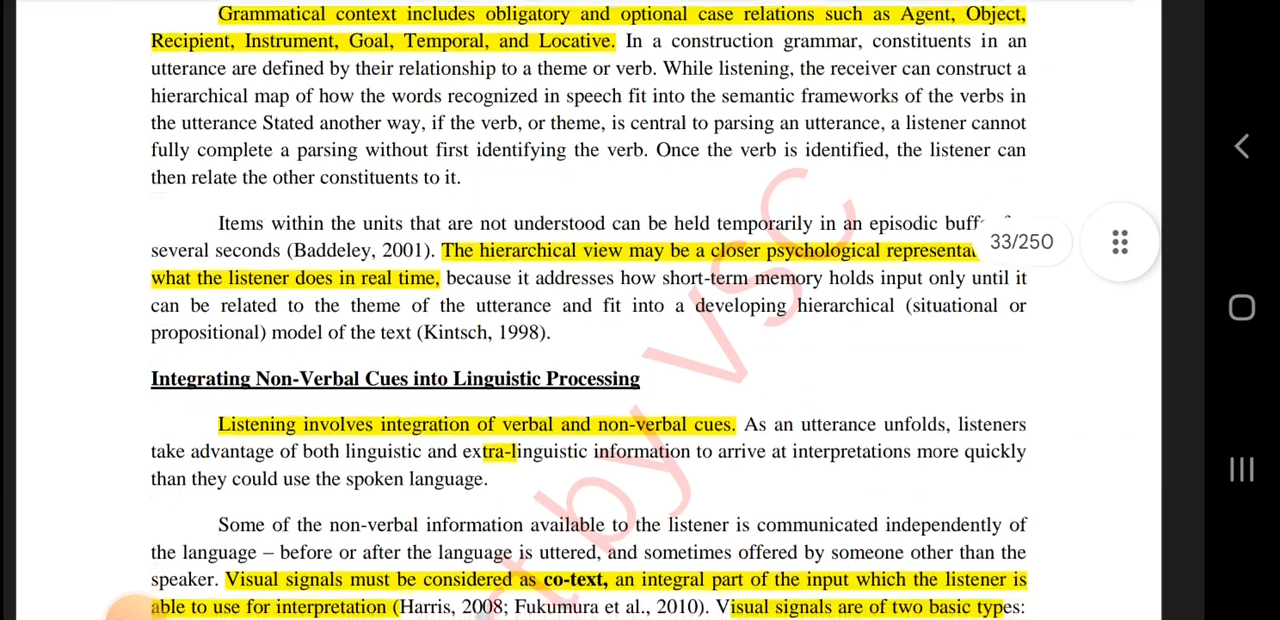 Grammatical context includes obligatory and optional case relations such as Agent, Object,
Recipient, Instrument, Goal, Temporal, and Locative. In a construction grammar, constituents in an
utterance are defined by their relationship to a theme or verb. While listening, the receiver can construct a
hierarchical map of how the words recognized in speech fit into the semantic frameworks of the verbs in
the utterance Stated another way, if the verb, or theme, is central to parsing an utterance, a listener cannot
fully complete a parsing without first identifying the verb. Once the verb is identified, the listener can
then relate the other constituents to it.
Items within the units that are not understood can be held temporarily in an episodic
33/250
several seconds (Baddeley, 2001). The hierarchical view may be a closer psychological
what the listener does in real time, because it addresses how short-term memory holds input only until it
can be related to the theme of the utterance and fit into a developing hierarchical (situational or
propositional) model of the text (Kintsch, 1998).
Integrating Non-Verbal Cues into Linguistic Processing
Listening involves integration of verbal and non-verbal cues. As an utterance unfolds, listeners
take advantage of both linguistic and extra-linguistic information to arrive at interpretations more quickly
than they could use the spoken language.
Some of the non-verbal information available to the listener is communicated independently of
the language – before or after the language is uttered, and sometimes offered by someone other than the
speaker. Visual signals must be considered as co-text, an integral part of the input which the listener is
able to use for interpretation (Harris, 2008; Fukumura et al., 2010). Visual signals are of two basic types:
by VSC